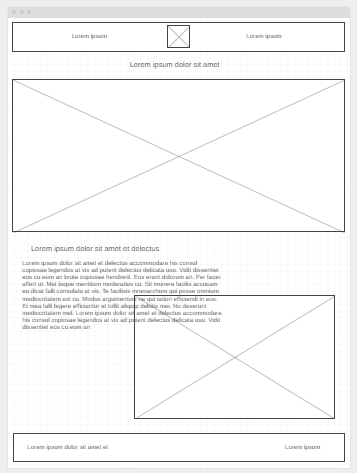 Lorem ipsum
Lorem ipsum
Lorem ipsum dolor sit amet
Lorem ipsum dolor sit amet et delectus
Lorem ipsum dolor sit amet et delectus accommodare his consul
copiosae legendos at vix ad putent delectus delicata usu. Vidit dissentiet
eos cu eum an brute copiosae hendrerit. Eos erant dolorum an. Per facer
affert ut. Mei iisque mentitum moderatius cu. Sit munere facilis accusam
eu dicat falli consulatu at vis. Te facilisis mnesarchum qui posse omnium
mediocritatem est cu. Modus argumentum ne qui tation efficiendi in eos.
Ei mea falli legere efficiantur et tollit aliquip debitis mei. No deserunt
mediocritatem mel. Lorem ipsum dolor sit amet et delectus accommodare
his consul copiosae legendos at vix ad putent delectus delicata usu. Vidit
dissentiet eos cu eum an
Lorem ipsum dolor sit amet et
Lorem ipsum